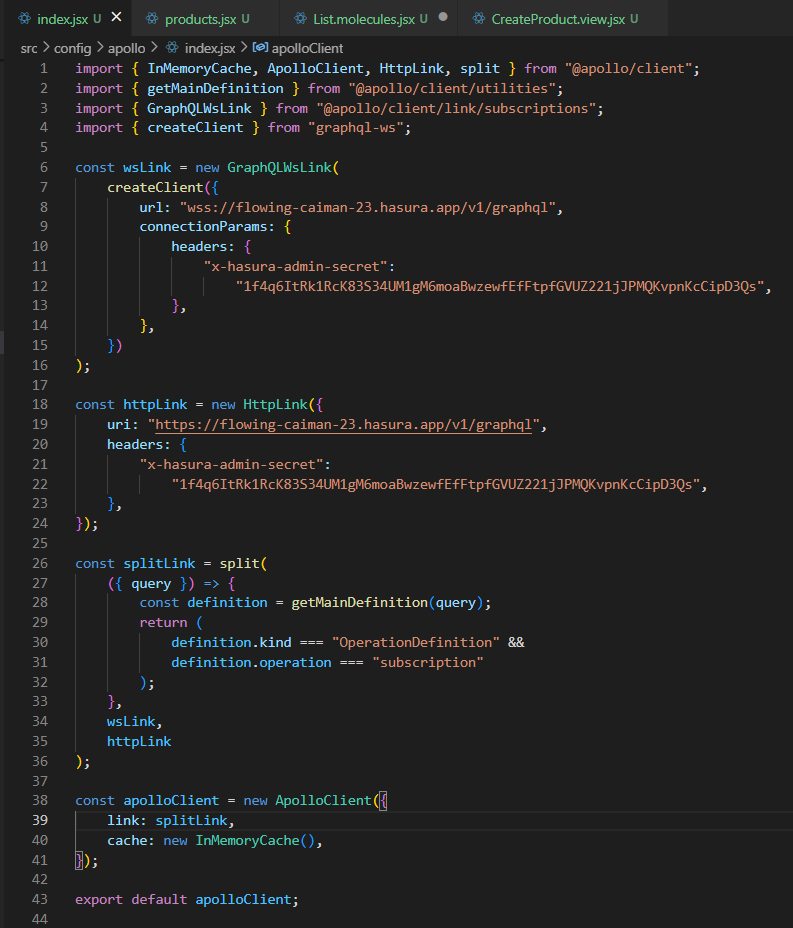 index.jsx U
products.jsx U
List.molecules.jsx U
CreateProduct.view.jsx U
src > config > apollo > index.jsx > apolloClient
1 import { InMemoryCache, ApolloClient, HttpLink, split } from "@apollo/client";
2 import { getMainDefinition } from "@apollo/client/utilities";
3 import { GraphQLWsLink } from "@apollo/client/link/subscriptions";
4 import { createClient } from "graphql-ws";
5
6 const wsLink = new GraphQLWsLink(
7 createClient({
8 url: "wss://flowing-caiman-23.hasura.app/v1/graphql",
9 connectionParams: {
10 headers: {
11 "x-hasura-admin-secret":
12 "1f4q6ItRk1RcK83S34UM1gM6moaBwzewfEfFtpfGVUZ221jJPMQKvpnKcCipD3Qs",
13 },
14 },
15 })
16 );
17
18 const httpLink = new HttpLink({
19 uri: "https://flowing-caiman-23.hasura.app/v1/graphql",
20 headers: {
21 "x-hasura-admin-secret":
22 "1f4q6ItRk1RcK83S34UM1gM6moaBwzewfEfFtpfGVUZ221jJPMQKvpnKcCipD3Qs",
23 },
24 });
25
26 const splitLink = split(
27 ({ query }) => {
28 const definition = getMainDefinition(query);
29 return (
30 definition.kind === "OperationDefinition" &&
31 definition.operation === "subscription"
32 );
33 },
34 wsLink,
35 httpLink
36 );
37
38 const apolloClient = new ApolloClient({
39 link: splitLink,
40 cache: new InMemoryCache(),
41 });
42
43 export default apolloClient;
44